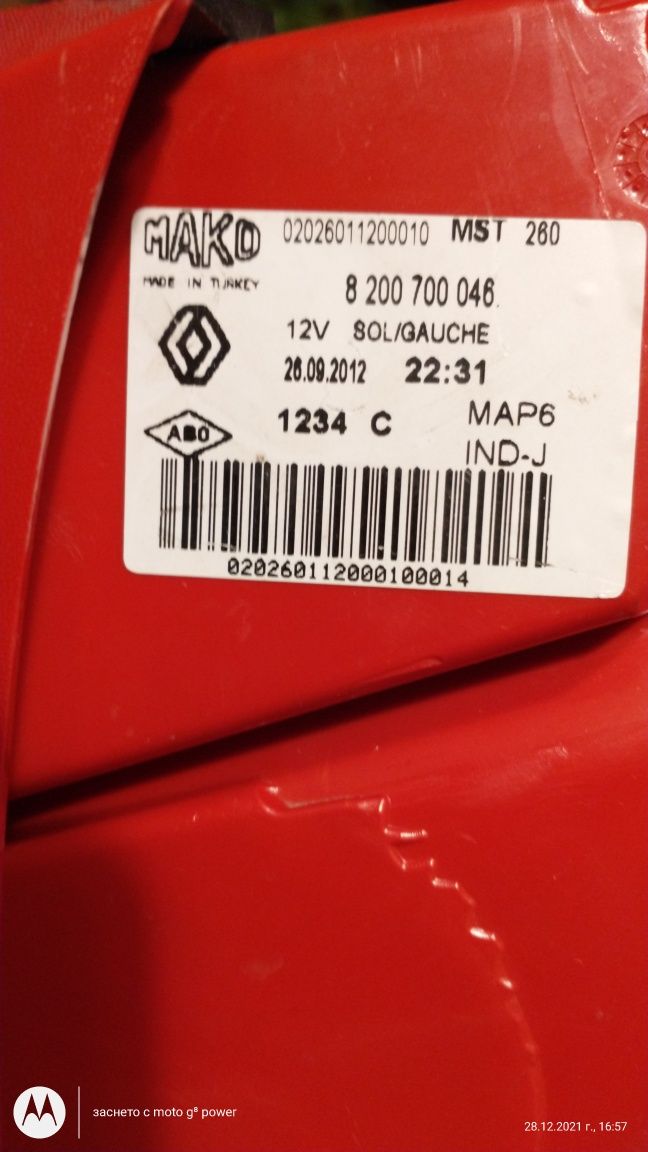 MAKO 02026011200010 MST 260
MADE IN TURKEY
8 200 700 046
12V SOL/GAUCHE
26.09.2012 22:31
ABO 1234 C MAP6
IND-J
020260112000100014
заснето с moto g⁸ power
28.12.2021 г., 16:57